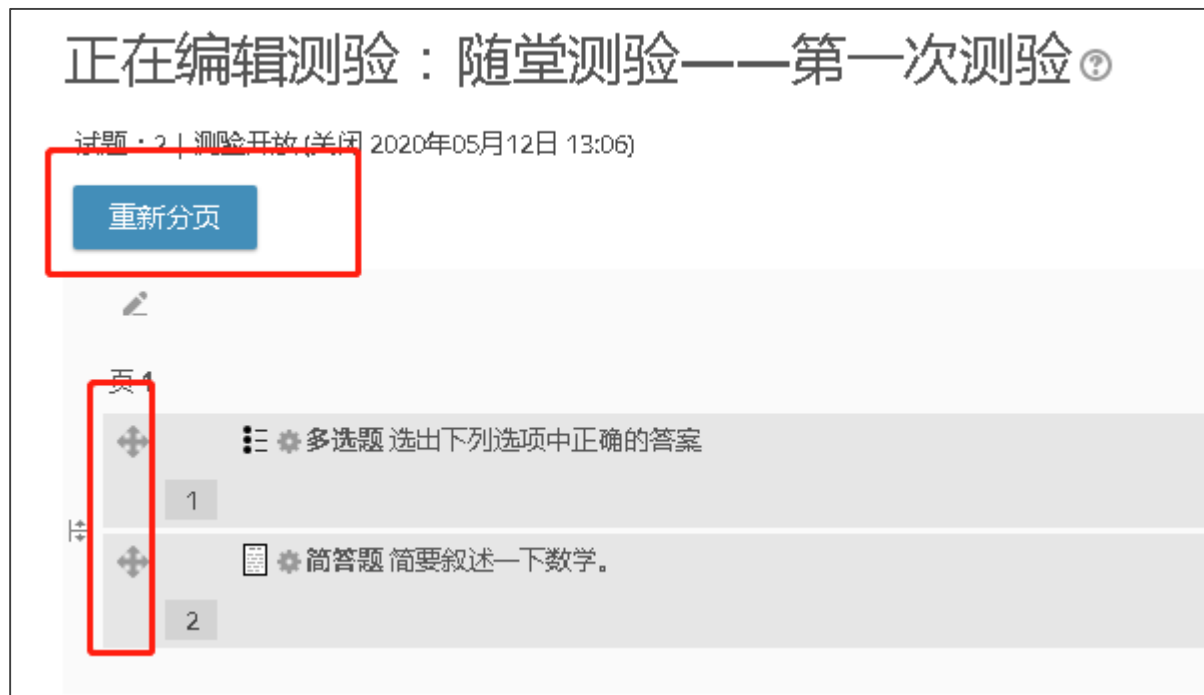 正在编辑测验：随堂测验——第一次测验
试题：2 | 测验开放 (关闭 2020年05月12日 13:06)
重新分页
页 1
多选题 选出下列选项中正确的答案
1
简答题 简要叙述一下数学。
2